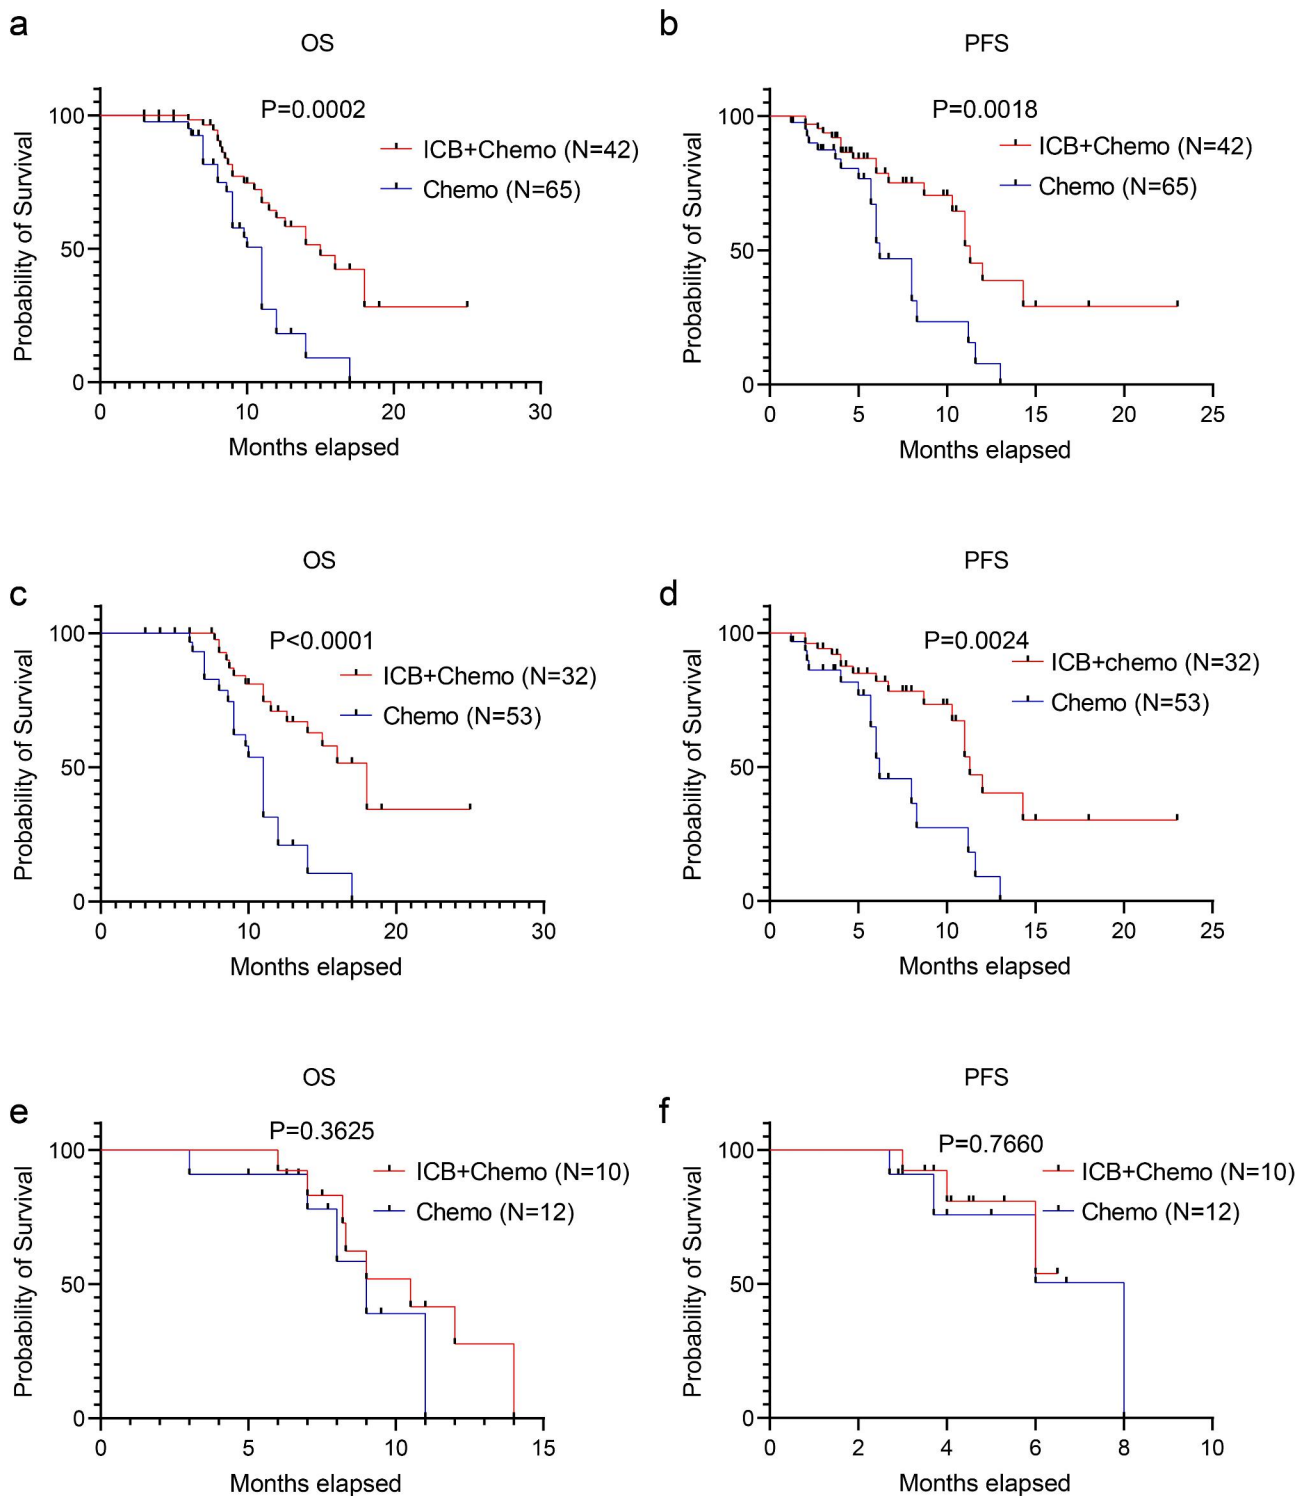 a
OS
100
50
0
0
10
20
30
P=0.0002
ICB+Chemo (N=42)
Chemo (N=65)
Probability of Survival
Months elapsed
b
PFS
100
50
0
0
5
10
15
20
25
P=0.0018
ICB+Chemo (N=42)
Chemo (N=65)
Probability of Survival
Months elapsed
c
OS
100
50
0
0
10
20
30
P<0.0001
ICB+Chemo (N=32)
Chemo (N=53)
Probability of Survival
Months elapsed
d
PFS
100
50
0
0
5
10
15
20
25
P=0.0024
ICB+chemo (N=32)
Chemo (N=53)
Probability of Survival
Months elapsed
e
OS
100
50
0
0
5
10
15
P=0.3625
ICB+Chemo (N=10)
Chemo (N=12)
Probability of Survival
Months elapsed
f
PFS
100
50
0
0
2
4
6
8
10
P=0.7660
ICB+Chemo (N=10)
Chemo (N=12)
Probability of Survival
Months elapsed